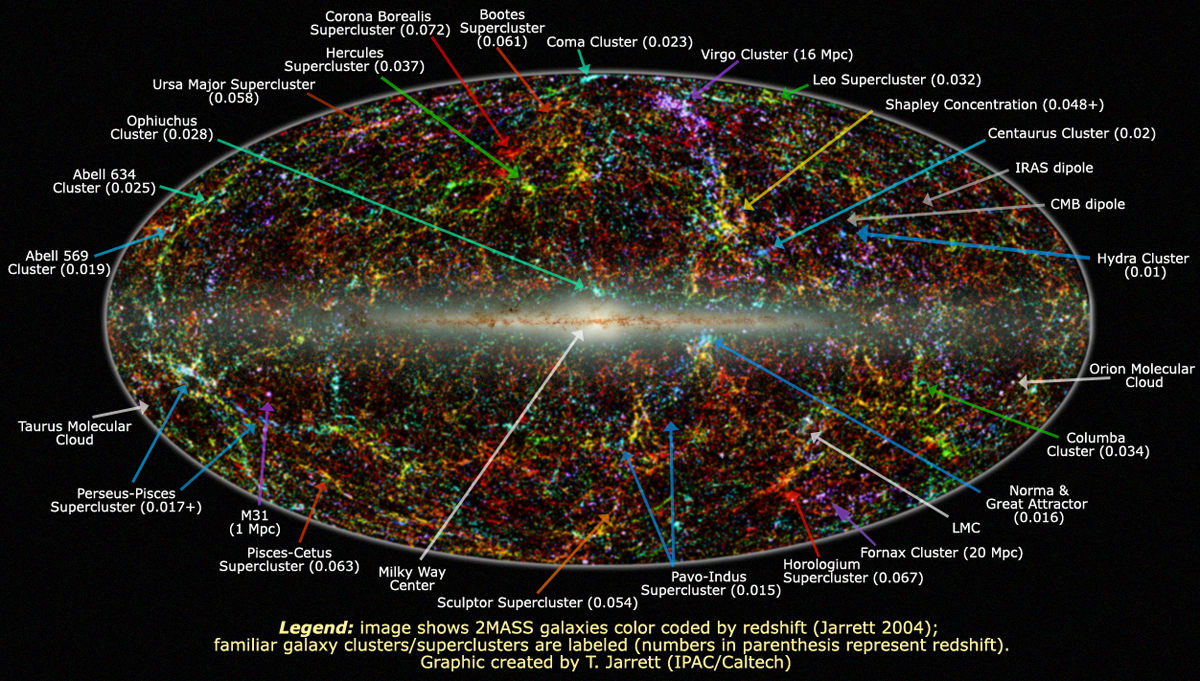 Corona Borealis
Supercluster (0.072)
Bootes
Supercluster
(0.061)
Coma Cluster (0.023)
Virgo Cluster (16 Mpc)
Hercules
Supercluster (0.037)
Leo Supercluster (0.032)
Ursa Major Supercluster
(0.058)
Shapley Concentration (0.048+)
Ophiuchus
Cluster (0.028)
Centaurus Cluster (0.02)
Abell 634
Cluster (0.025)
IRAS dipole
CMB dipole
Abell 569
Cluster (0.019)
Hydra Cluster
(0.01)
Orion Molecular
Cloud
Taurus Molecular
Cloud
Columba
Cluster (0.034)
Perseus-Pisces
Supercluster (0.017+)
Norma &
Great Attractor
(0.016)
M31
(1 Mpc)
LMC
Pisces-Cetus
Supercluster (0.063)
Fornax Cluster (20 Mpc)
Milky Way
Center
Horologium
Supercluster (0.067)
Pavo-Indus
Supercluster (0.015)
Sculptor Supercluster (0.054)
Legend: image shows 2MASS galaxies color coded by redshift (Jarrett 2004);
familiar galaxy clusters/superclusters are labeled (numbers in parenthesis represent redshift).
Graphic created by T. Jarrett (IPAC/Caltech)